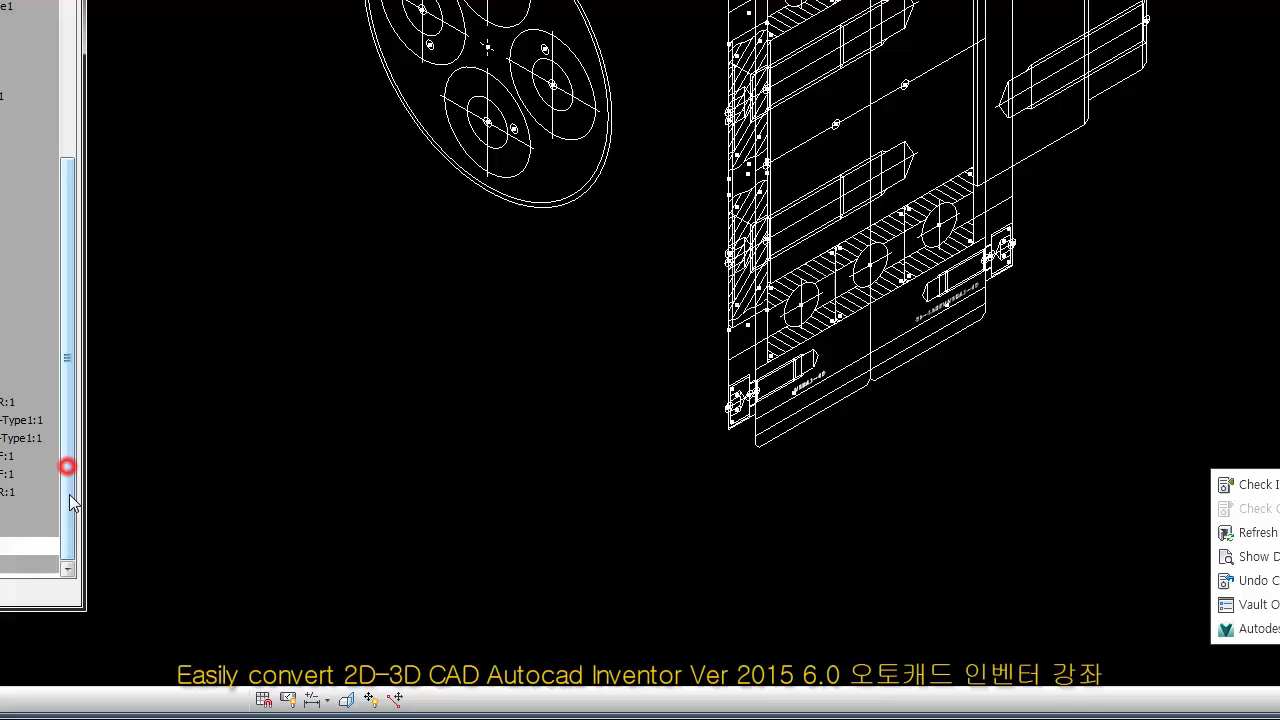 e1
1
R:1
-Type1:1
-Type1:1
F:1
F:1
R:1
Check I
Check C
Refresh
Show D
Undo C
Vault O
Autodes
Easily convert 2D-3D CAD Autocad Inventor Ver 2015 6.0 오토캐드 인벤터 강좌